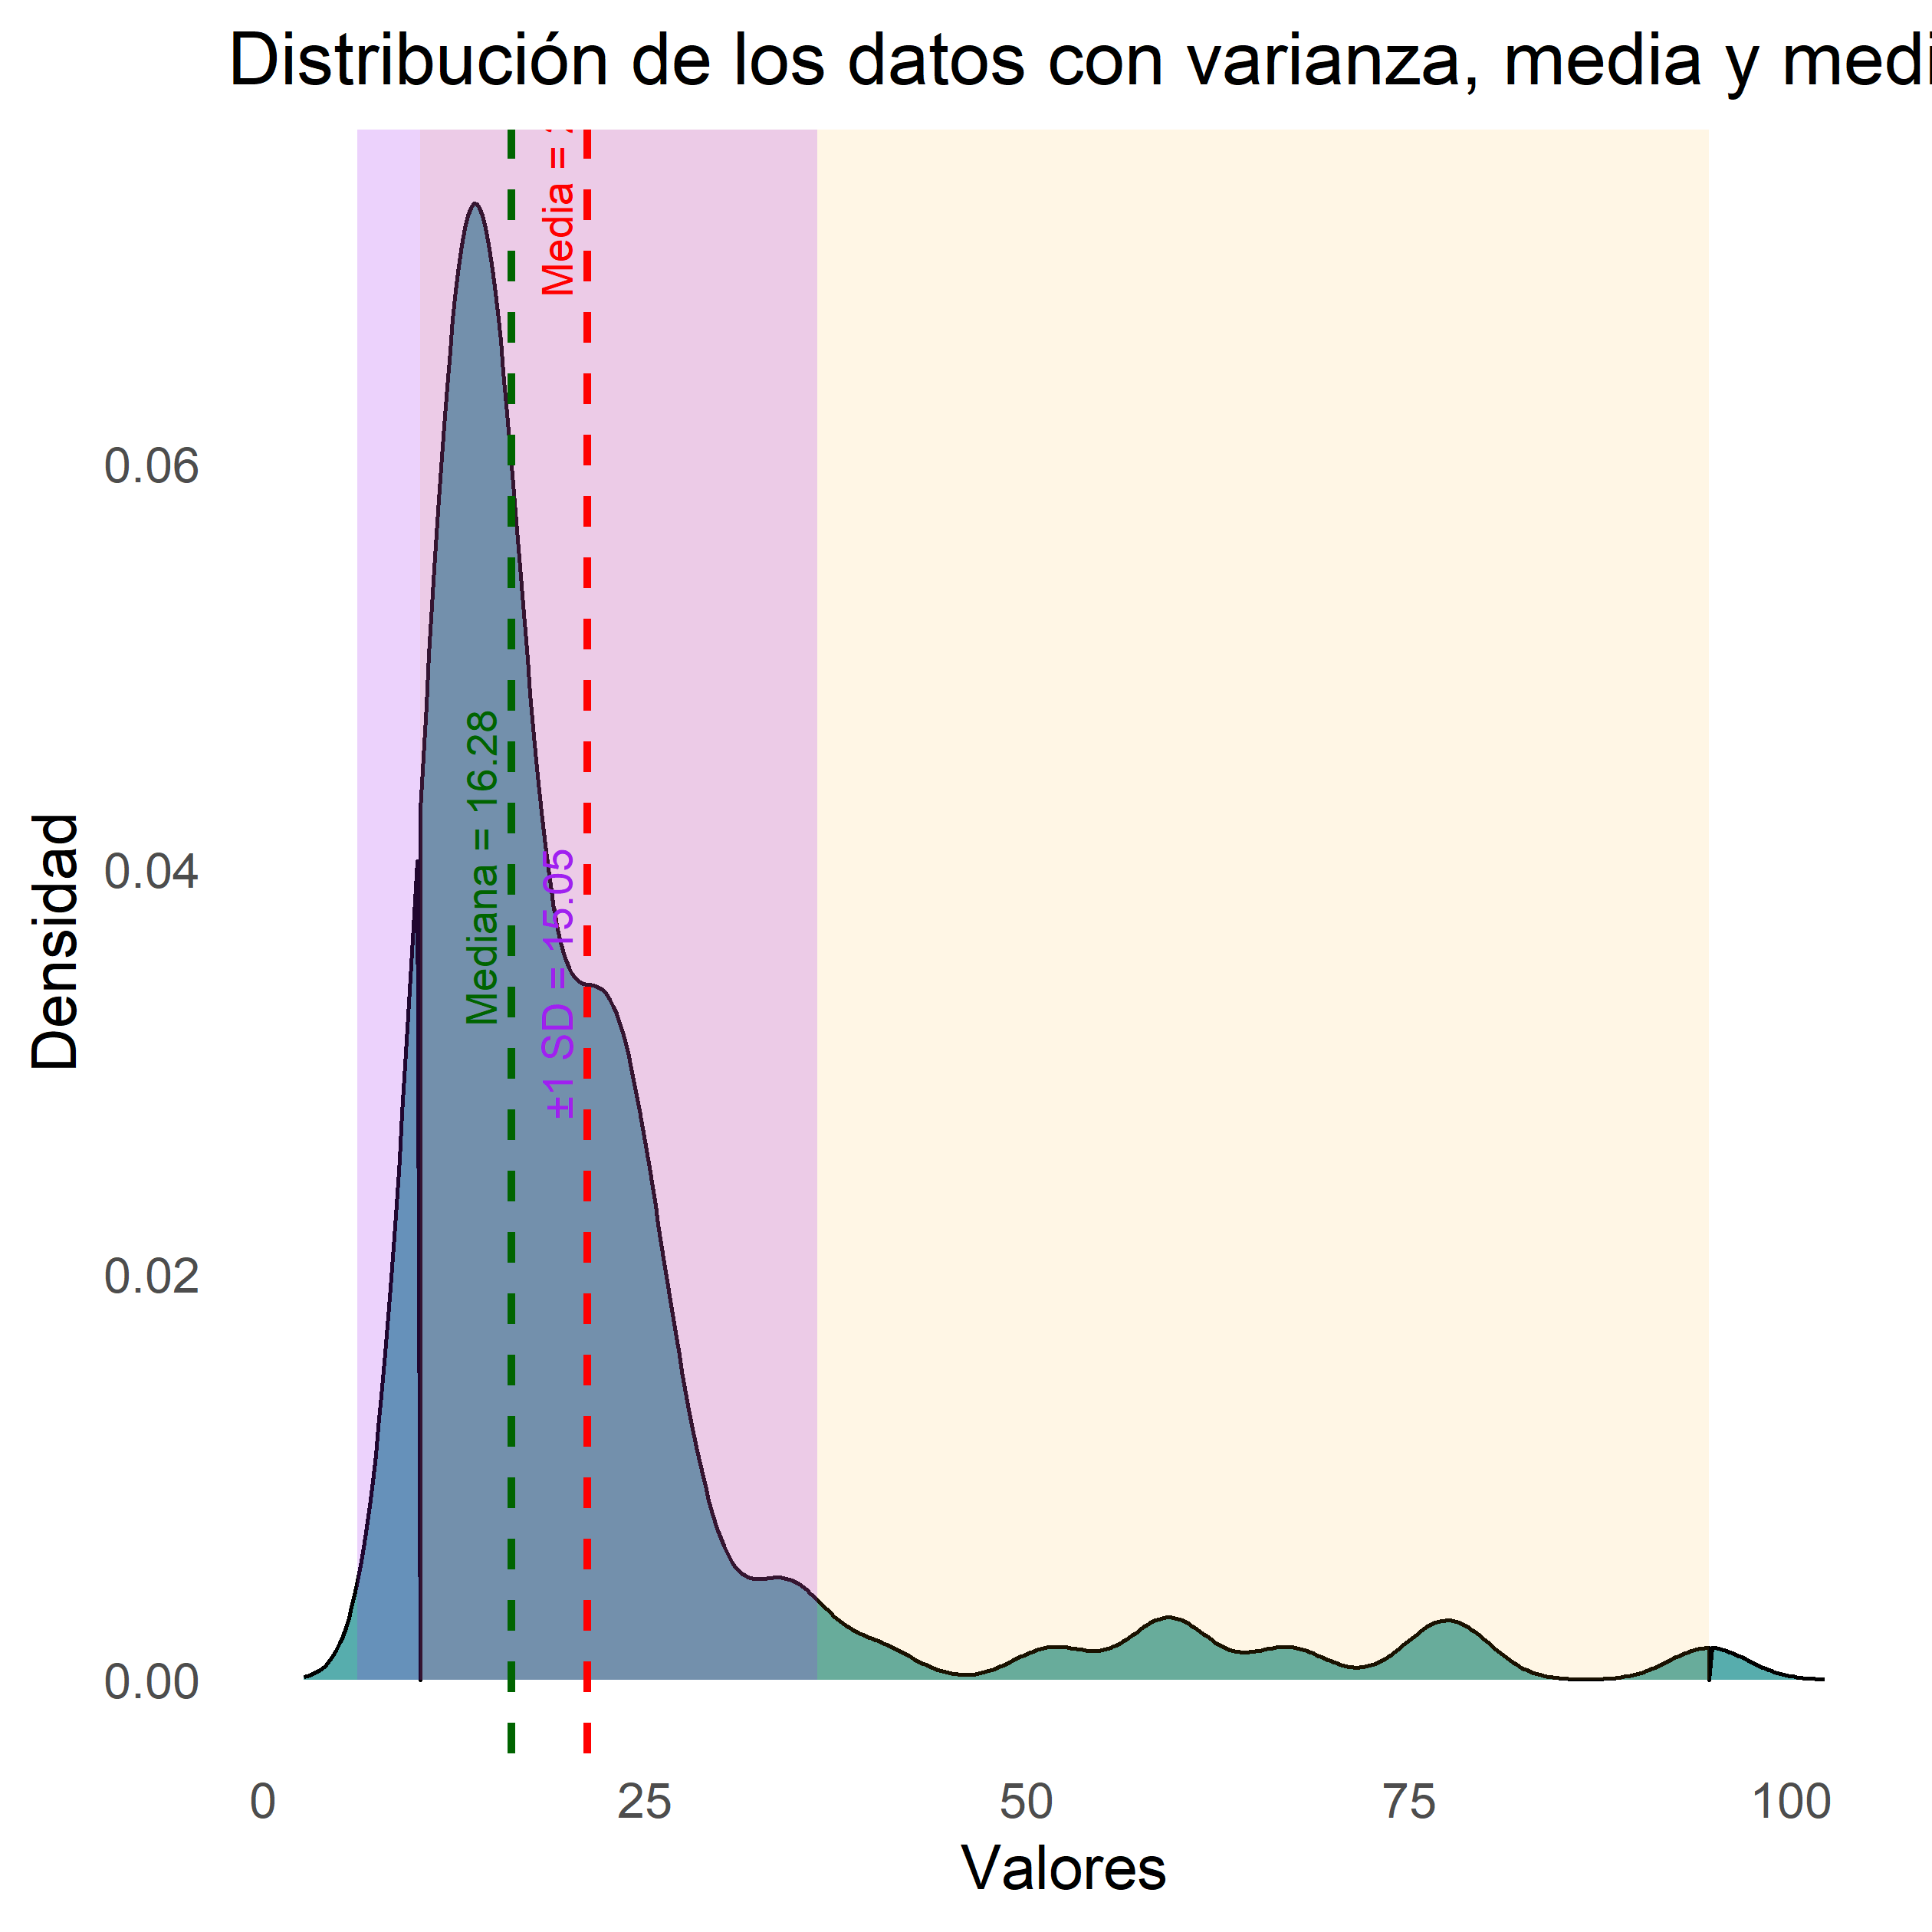 Distribución de los datos con varianza, media y medi
Media =
Mediana = 16.28
±1 SD = 15.05
Densidad
0.06
0.04
0.02
0.00
0 25 50 75 100
Valores